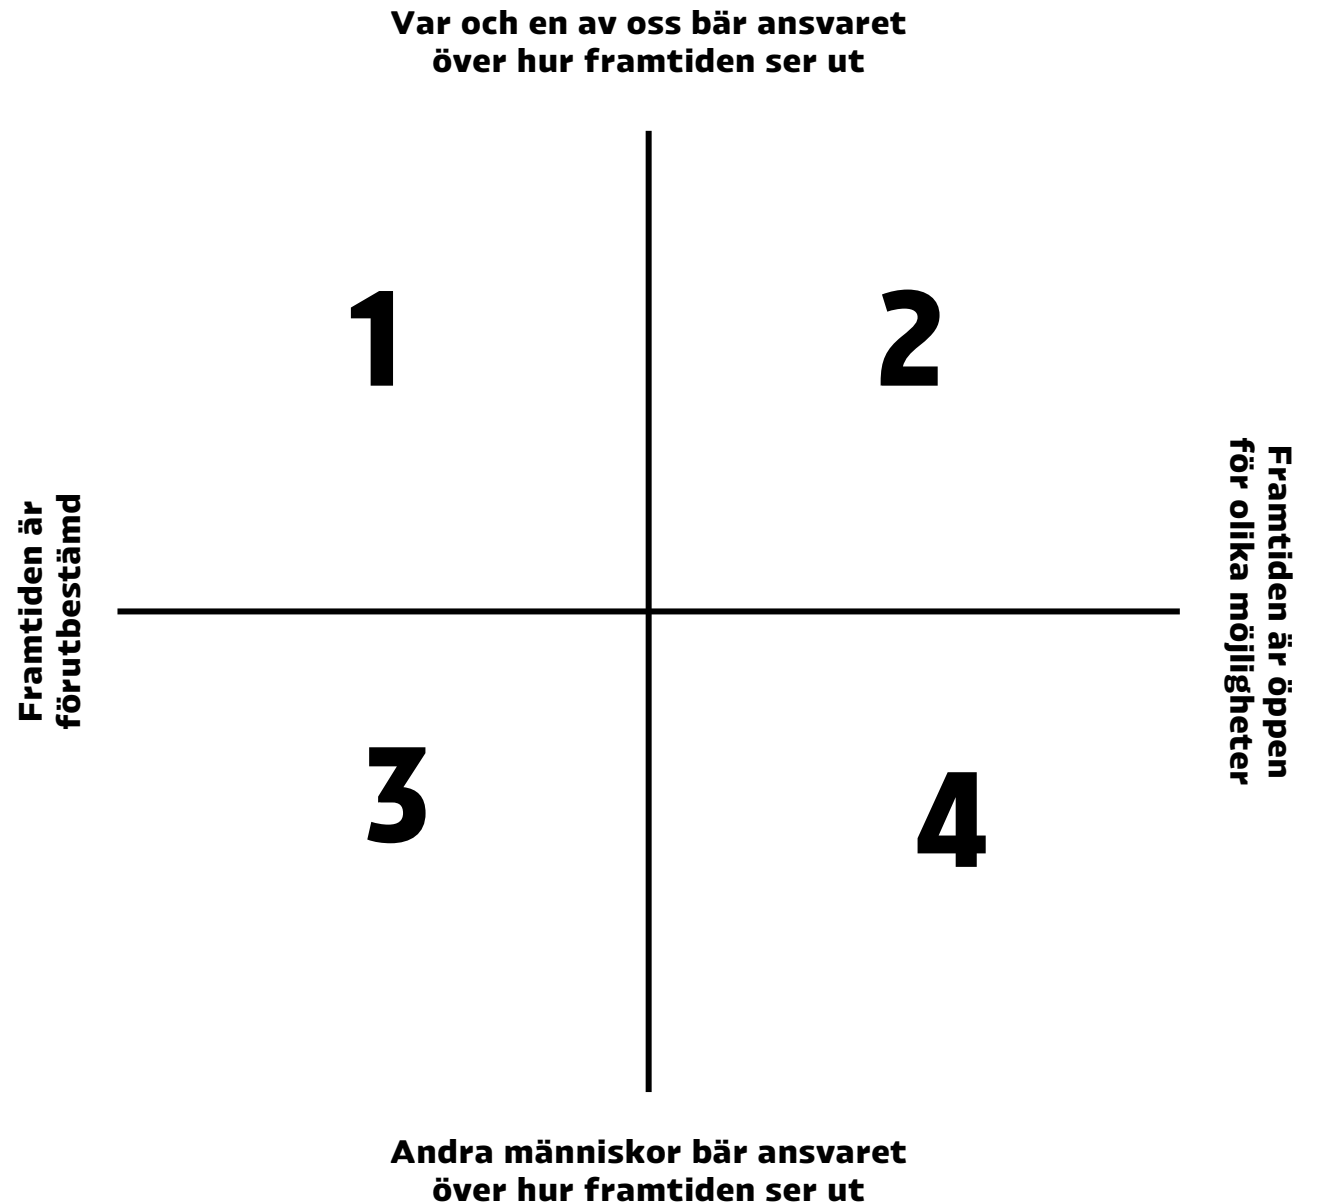 Var och en av oss bär ansvaret
över hur framtiden ser ut
1
2
Framtiden är
förutbestämd
Framtiden är öppen
för olika möjligheter
3
4
Andra människor bär ansvaret
över hur framtiden ser ut